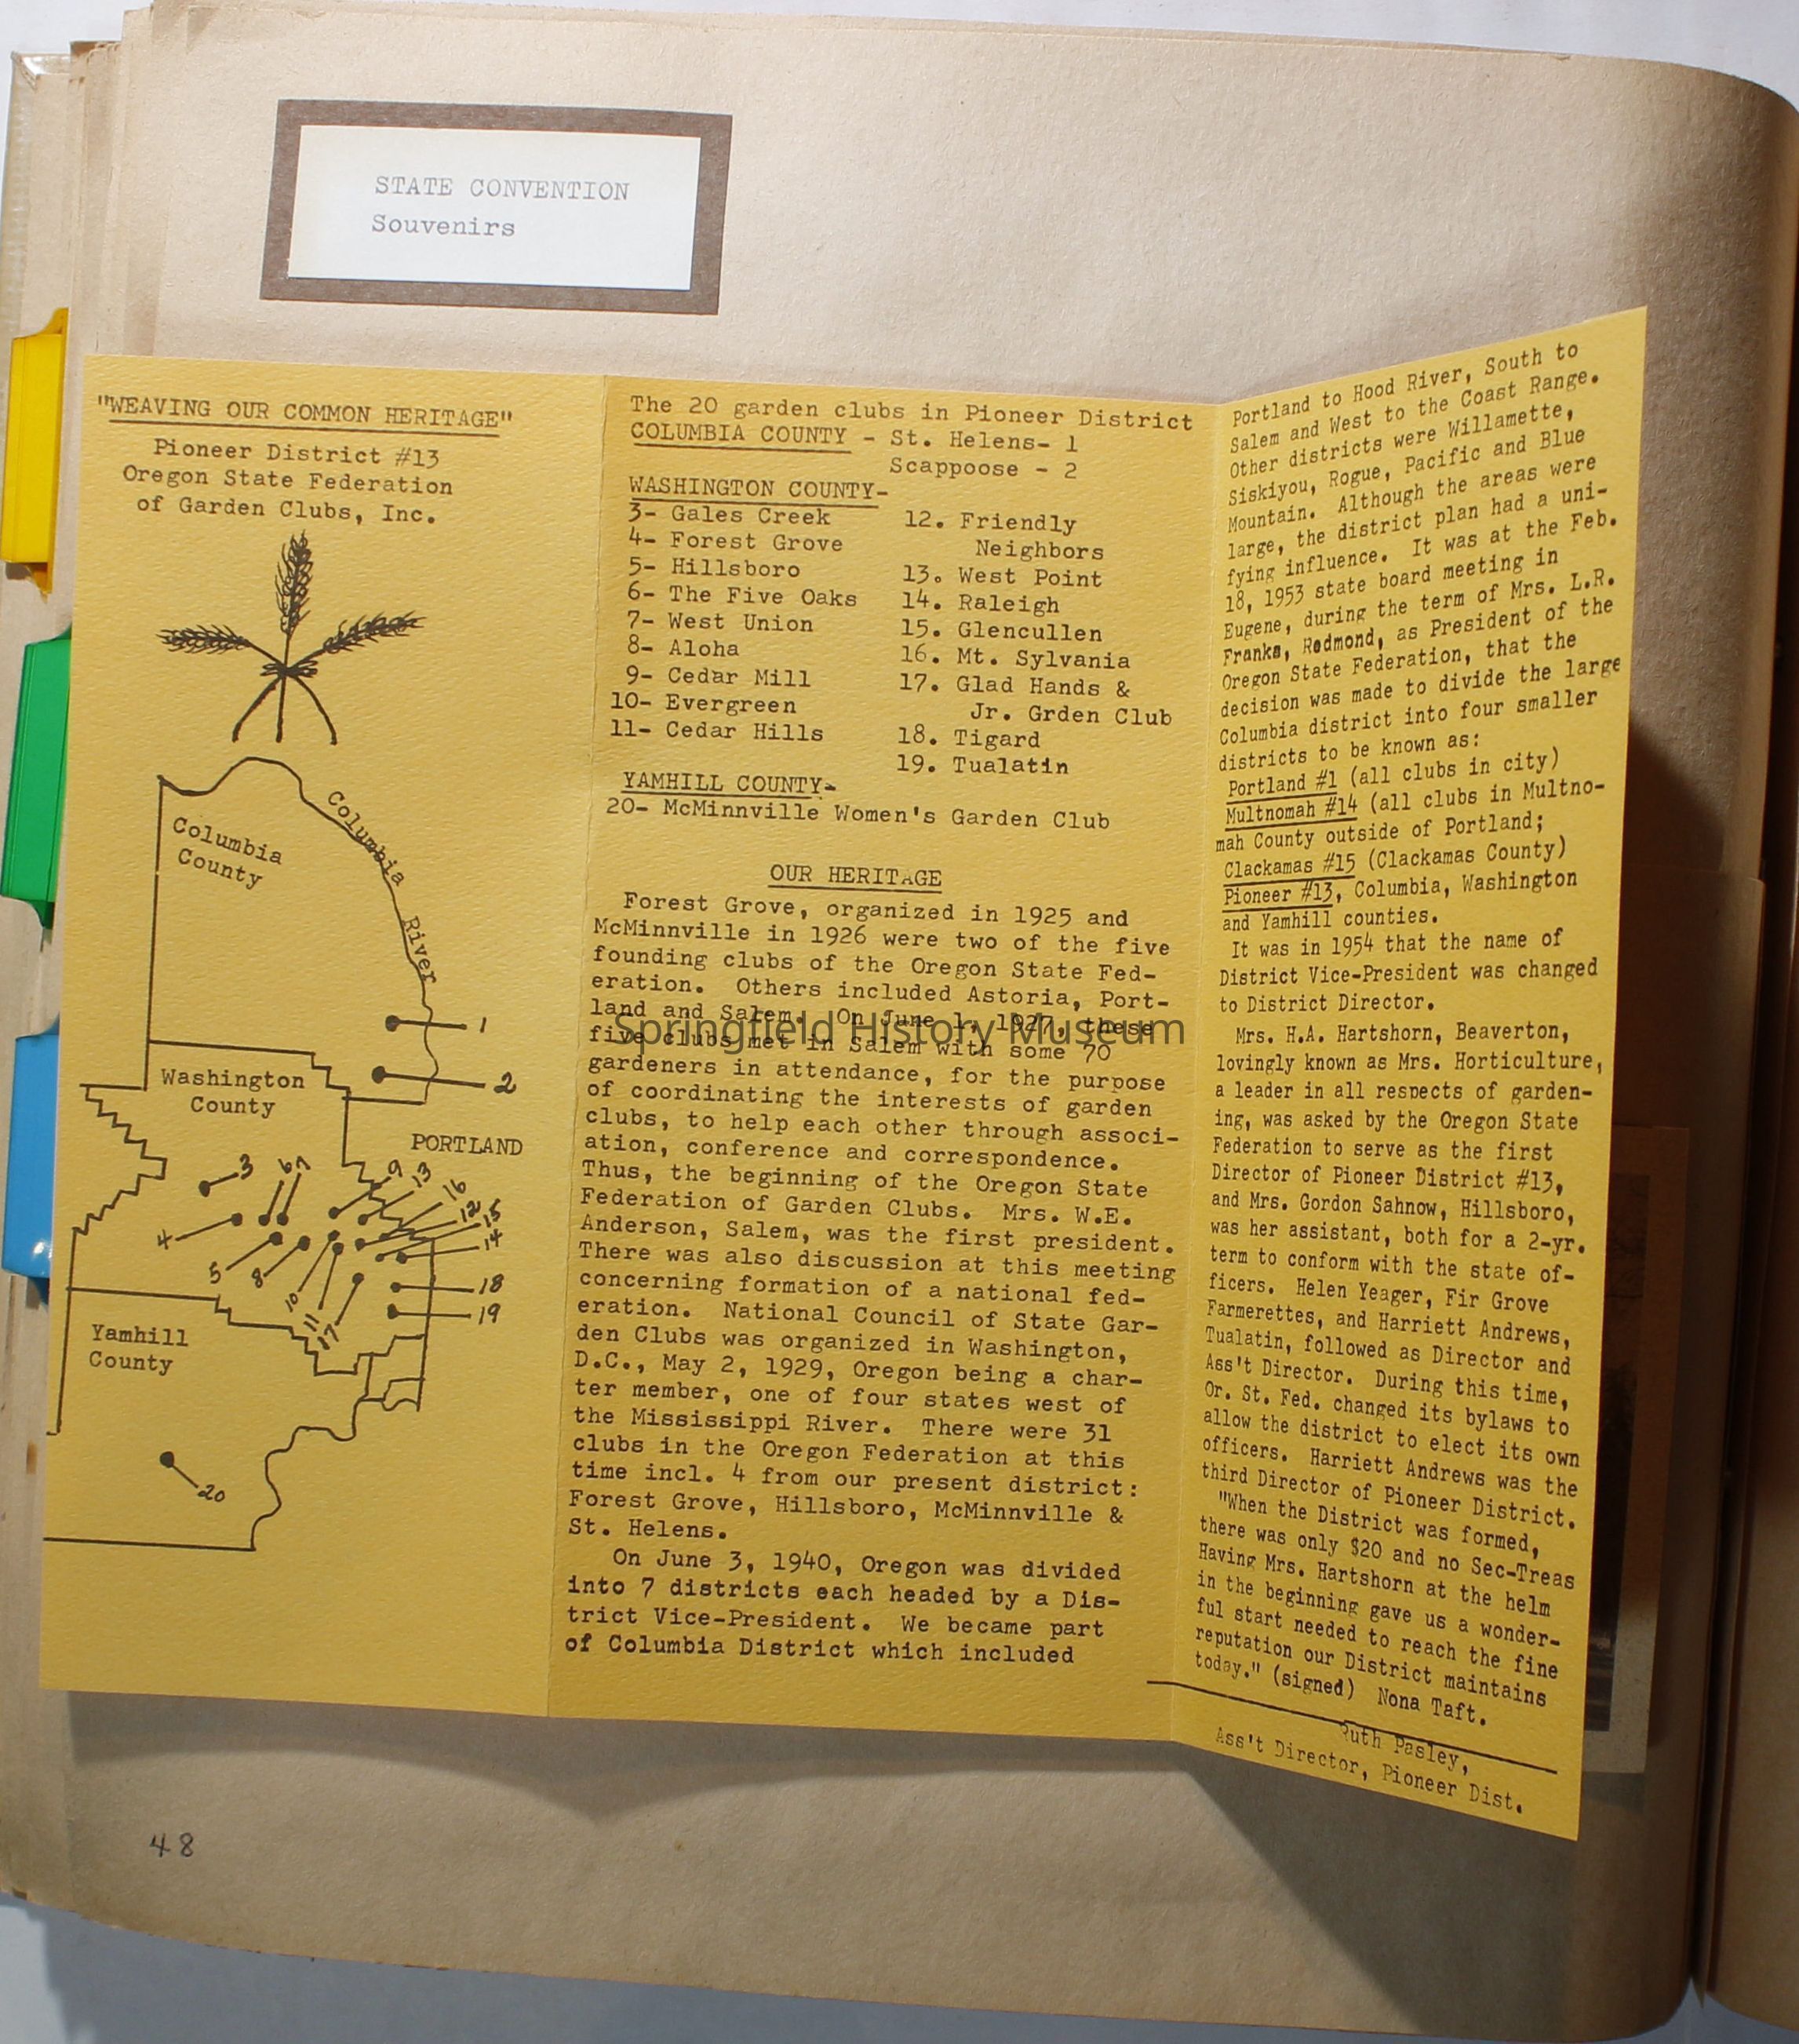 STATE CONVENTION
Souvenirs
"WEAVING OUR COMMON HERITAGE"
Pioneer District #13
Oregon State Federation
of Garden Clubs, Inc.
Columbia
County
Columbia
River
1
2
Washington
County
PORTLAND
3
6
7
9
13
16
12
15
14
4
5
8
10
11
17
18
19
Yamhill
County
20
The 20 garden clubs in Pioneer District
COLUMBIA COUNTY - St. Helens- 1
Scappoose - 2
WASHINGTON COUNTY-
3- Gales Creek
4- Forest Grove
5- Hillsboro
6- The Five Oaks
7- West Union
8- Aloha
9- Cedar Mill
10- Evergreen
11- Cedar Hills
12. Friendly
Neighbors
13. West Point
14. Raleigh
15. Glencullen
16. Mt. Sylvania
17. Glad Hands &
Jr. Grden Club
18. Tigard
19. Tualatin
YAMHILL COUNTY-
20- McMinnville Women's Garden Club
OUR HERITAGE
Forest Grove, organized in 1925 and
McMinnville in 1926 were two of the five
founding clubs of the Oregon State Fed-
eration. Others included Astoria, Port-
land and Salem. On June 1, 1927, these
five clubs met in Salem with some 70
gardeners in attendance, for the purpose
of coordinating the interests of garden
clubs, to help each other through associ-
ation, conference and correspondence.
Thus, the beginning of the Oregon State
Federation of Garden Clubs. Mrs. W.E.
Anderson, Salem, was the first president.
There was also discussion at this meeting
concerning formation of a national fed-
eration. National Council of State Gar-
den Clubs was organized in Washington,
D.C., May 2, 1929, Oregon being a char-
ter member, one of four states west of
the Mississippi River. There were 31
clubs in the Oregon Federation at this
time incl. 4 from our present district:
Forest Grove, Hillsboro, McMinnville &
St. Helens.
On June 3, 1940, Oregon was divided
into 7 districts each headed by a Dis-
trict Vice-President. We became part
of Columbia District which included
Portland to Hood River, South to
Salem and West to the Coast Range.
Other districts were Willamette,
Siskiyou, Rogue, Pacific and Blue
Mountain. Although the areas were
large, the district plan had a uni-
fying influence. It was at the Feb.
18, 1953 state board meeting in
Eugene, during the term of Mrs. L.R.
Franks, Redmond, as President of the
Oregon State Federation, that the
decision was made to divide the large
Columbia district into four smaller
districts to be known as:
Portland #1 (all clubs in city)
Multnomah #14 (all clubs in Multno-
mah County outside of Portland;
Clackamas #15 (Clackamas County)
Pioneer #13, Columbia, Washington
and Yamhill counties.
It was in 1954 that the name of
District Vice-President was changed
to District Director.
Mrs. H.A. Hartshorn, Beaverton,
lovingly known as Mrs. Horticulture,
a leader in all respects of garden-
ing, was asked by the Oregon State
Federation to serve as the first
Director of Pioneer District #13,
and Mrs. Gordon Sahnow, Hillsboro,
was her assistant, both for a 2-yr.
term to conform with the state of-
ficers. Helen Yeager, Fir Grove
Farmerettes, and Harriett Andrews,
Tualatin, followed as Director and
Ass't Director. During this time,
Or. St. Fed. changed its bylaws to
allow the district to elect its own
officers. Harriett Andrews was the
third Director of Pioneer District.
"When the District was formed,
there was only $20 and no Sec-Treas
Having Mrs. Hartshorn at the helm
in the beginning gave us a wonder-
ful start needed to reach the fine
reputation our District maintains
today." (signed) Nona Taft.
Ruth Pasley,
Ass't Director, Pioneer Dist.
Springfield History Museum
48